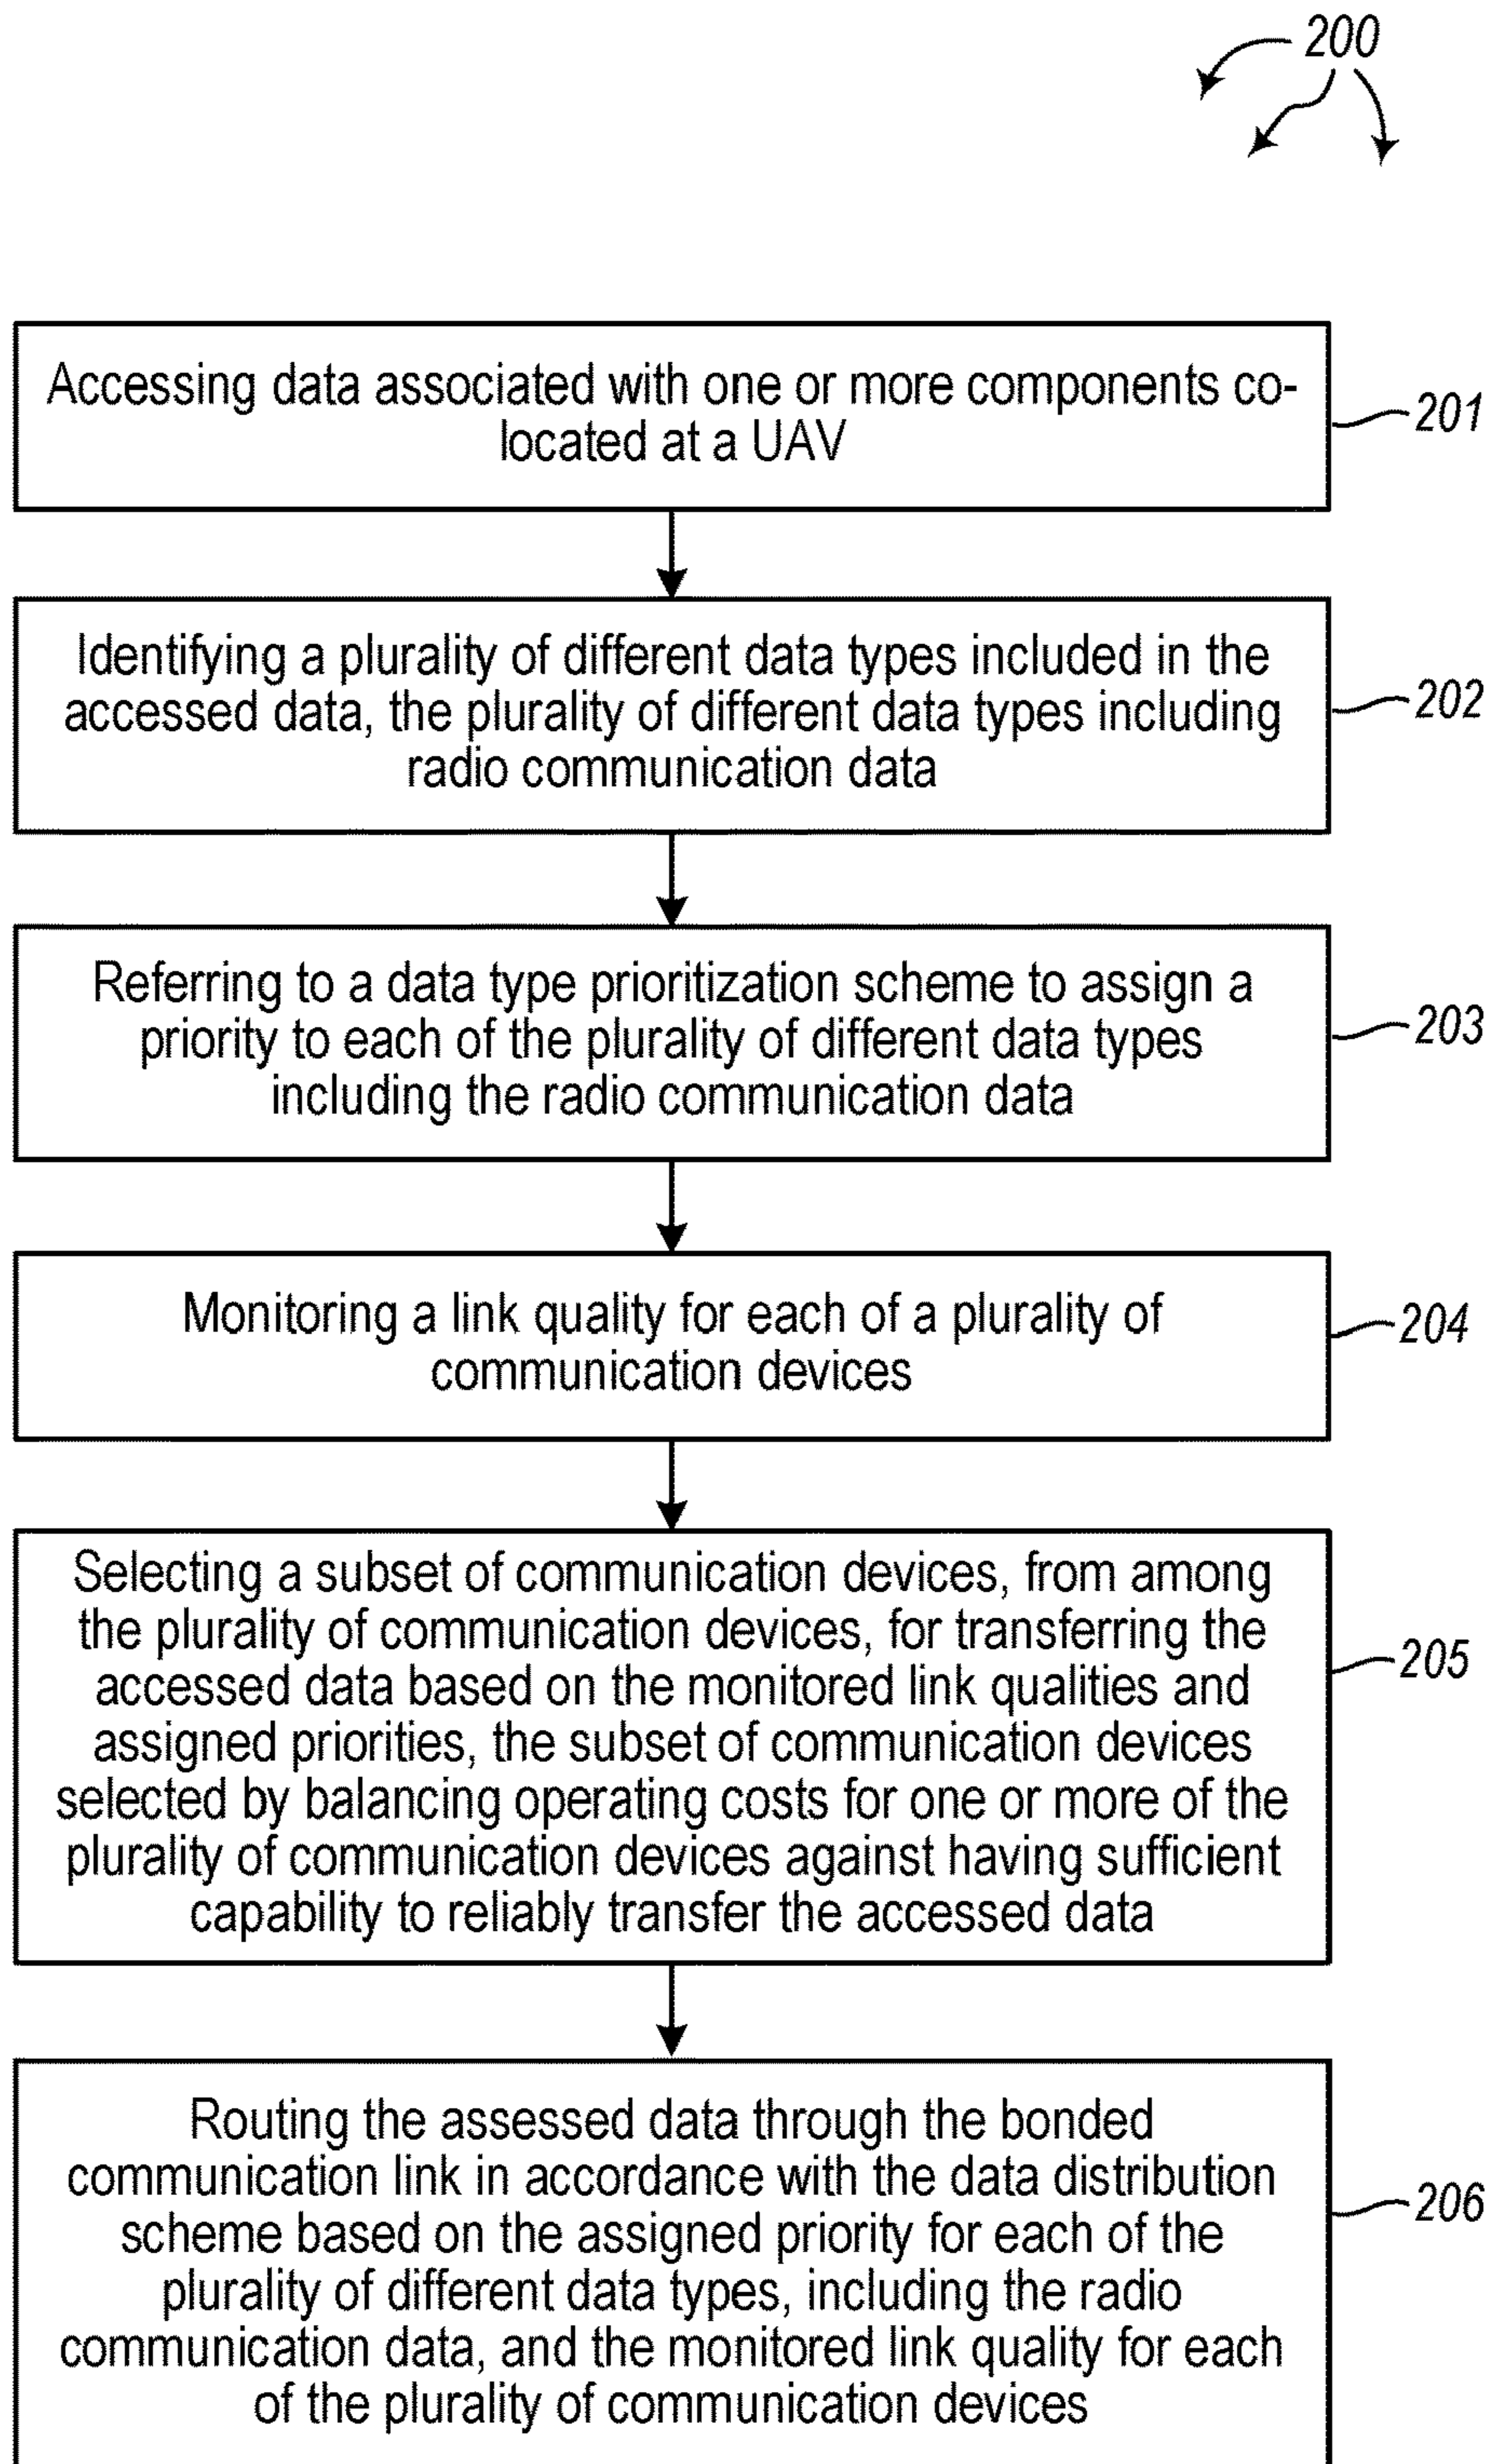 200
Accessing data associated with one or more components co-
located at a UAV
201
Identifying a plurality of different data types included in the
accessed data, the plurality of different data types including
radio communication data
202
Referring to a data type prioritization scheme to assign a
priority to each of the plurality of different data types
including the radio communication data
203
Monitoring a link quality for each of a plurality of
communication devices
204
Selecting a subset of communication devices, from among
the plurality of communication devices, for transferring the
accessed data based on the monitored link qualities and
assigned priorities, the subset of communication devices
selected by balancing operating costs for one or more of the
plurality of communication devices against having sufficient
capability to reliably transfer the accessed data
205
Routing the assessed data through the bonded
communication link in accordance with the data distribution
scheme based on the assigned priority for each of the
plurality of different data types, including the radio
communication data, and the monitored link quality for each
of the plurality of communication devices
206